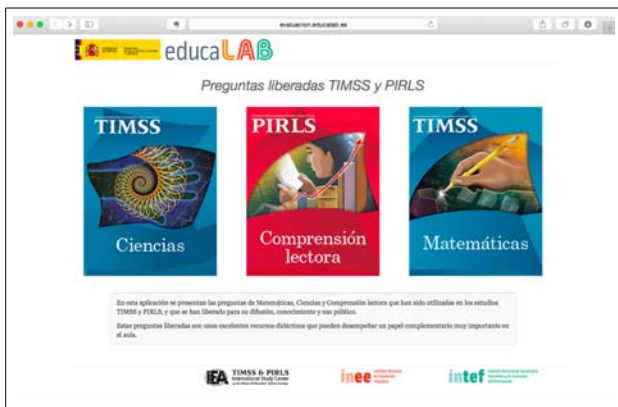 evaluacion.educalab.es
educaLAB
Preguntas liberadas TIMSS y PIRLS
TIMSS
Ciencias
PIRLS
Comprensión
lectora
TIMSS
Matemáticas
En esta aplicación se presentan las preguntas de Matemáticas, Ciencias y Comprensión lectora que han sido utilizadas en los estudios
TIMSS y PIRLS, y que se han liberado para su difusión, conocimiento y uso público.
Estas preguntas liberadas son unos excelentes recursos didácticos que pueden desempeñar un papel complementario muy importante en
el aula.
IEA
TIMSS & PIRLS
International Study Center
inee
intef